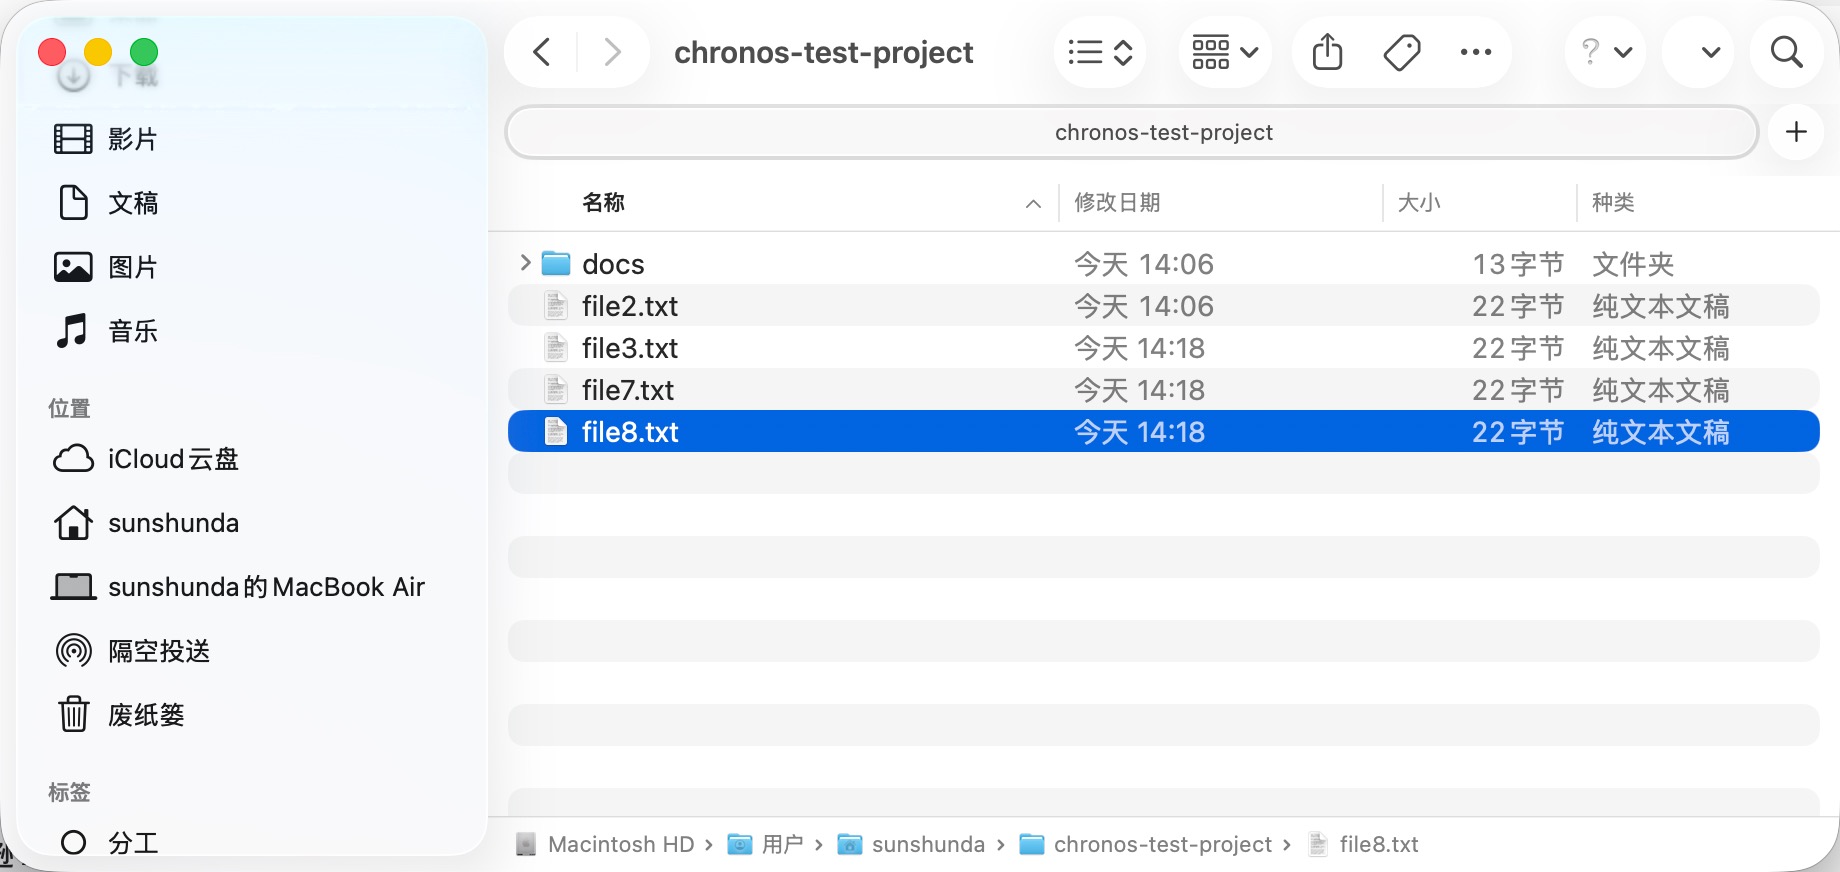 chronos-test-project
下载
影片
文稿
图片
音乐
位置
iCloud云盘
sunshunda
sunshunda的MacBook Air
隔空投送
废纸篓
标签
分工
chronos-test-project
名称 修改日期 大小 种类
docs 今天 14:06 13字节 文件夹
file2.txt 今天 14:06 22字节 纯文本文稿
file3.txt 今天 14:18 22字节 纯文本文稿
file7.txt 今天 14:18 22字节 纯文本文稿
file8.txt 今天 14:18 22字节 纯文本文稿
Macintosh HD › 用户 › sunshunda › chronos-test-project › file8.txt